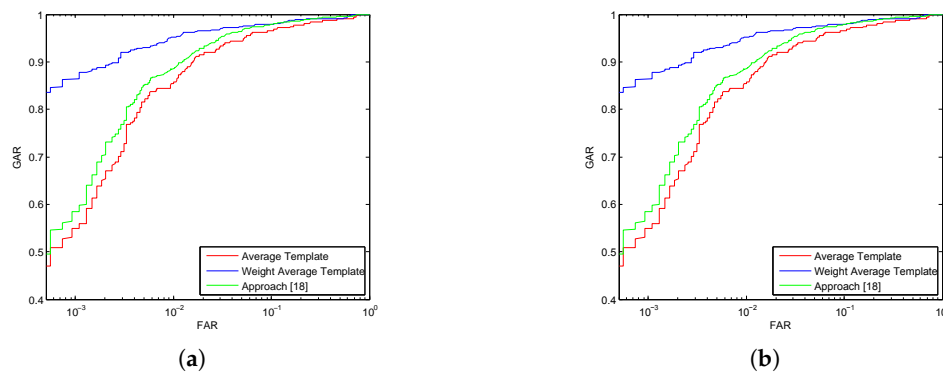 1
0.9
0.8
0.7
0.6
0.5
0.4
GAR
10⁻³
10⁻²
10⁻¹
10⁰
FAR
Average Template
Weight Average Template
Approach [18]
(a)
1
0.9
0.8
0.7
0.6
0.5
0.4
GAR
10⁻³
10⁻²
10⁻¹
10
FAR
Average Template
Weight Average Template
Approach [18]
(b)